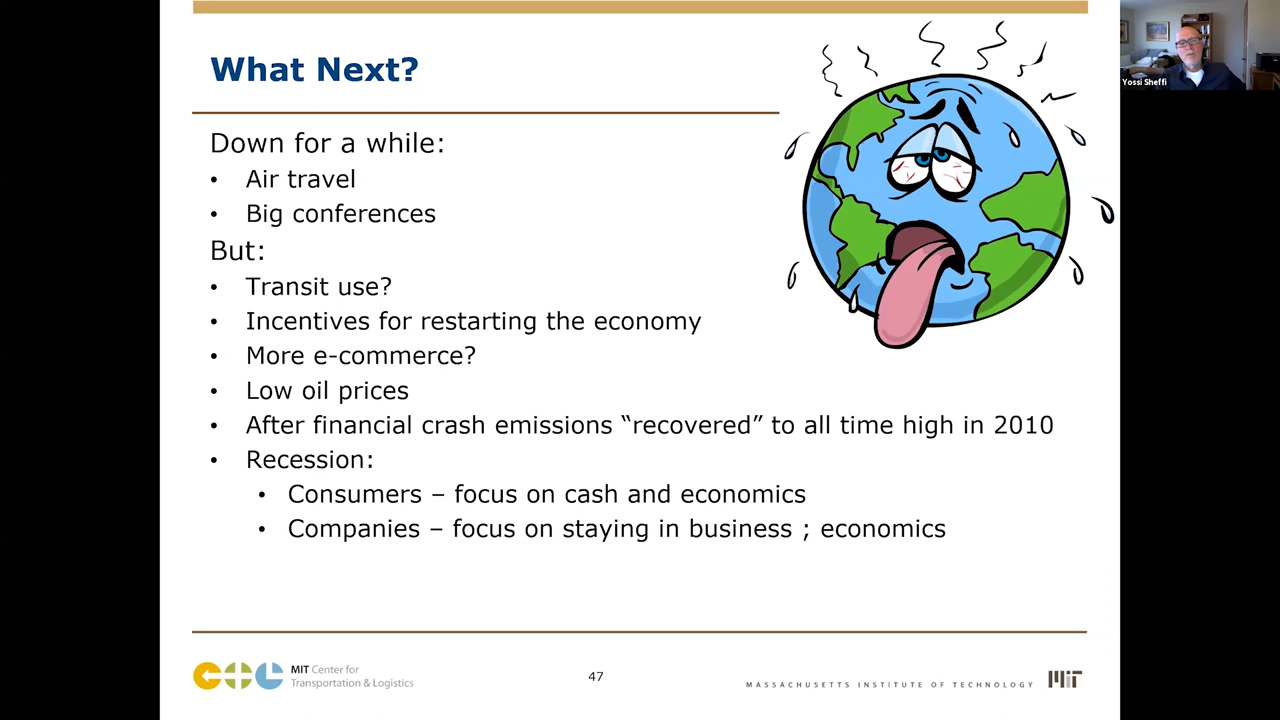 What Next?
Yossi Sheffi
Down for a while:
• Air travel
• Big conferences
But:
• Transit use?
• Incentives for restarting the economy
• More e-commerce?
• Low oil prices
• After financial crash emissions “recovered” to all time high in 2010
• Recession:
• Consumers – focus on cash and economics
• Companies – focus on staying in business ; economics
MIT Center for
Transportation & Logistics
47
MASSACHUSETTS INSTITUTE OF TECHNOLOGY
MIT